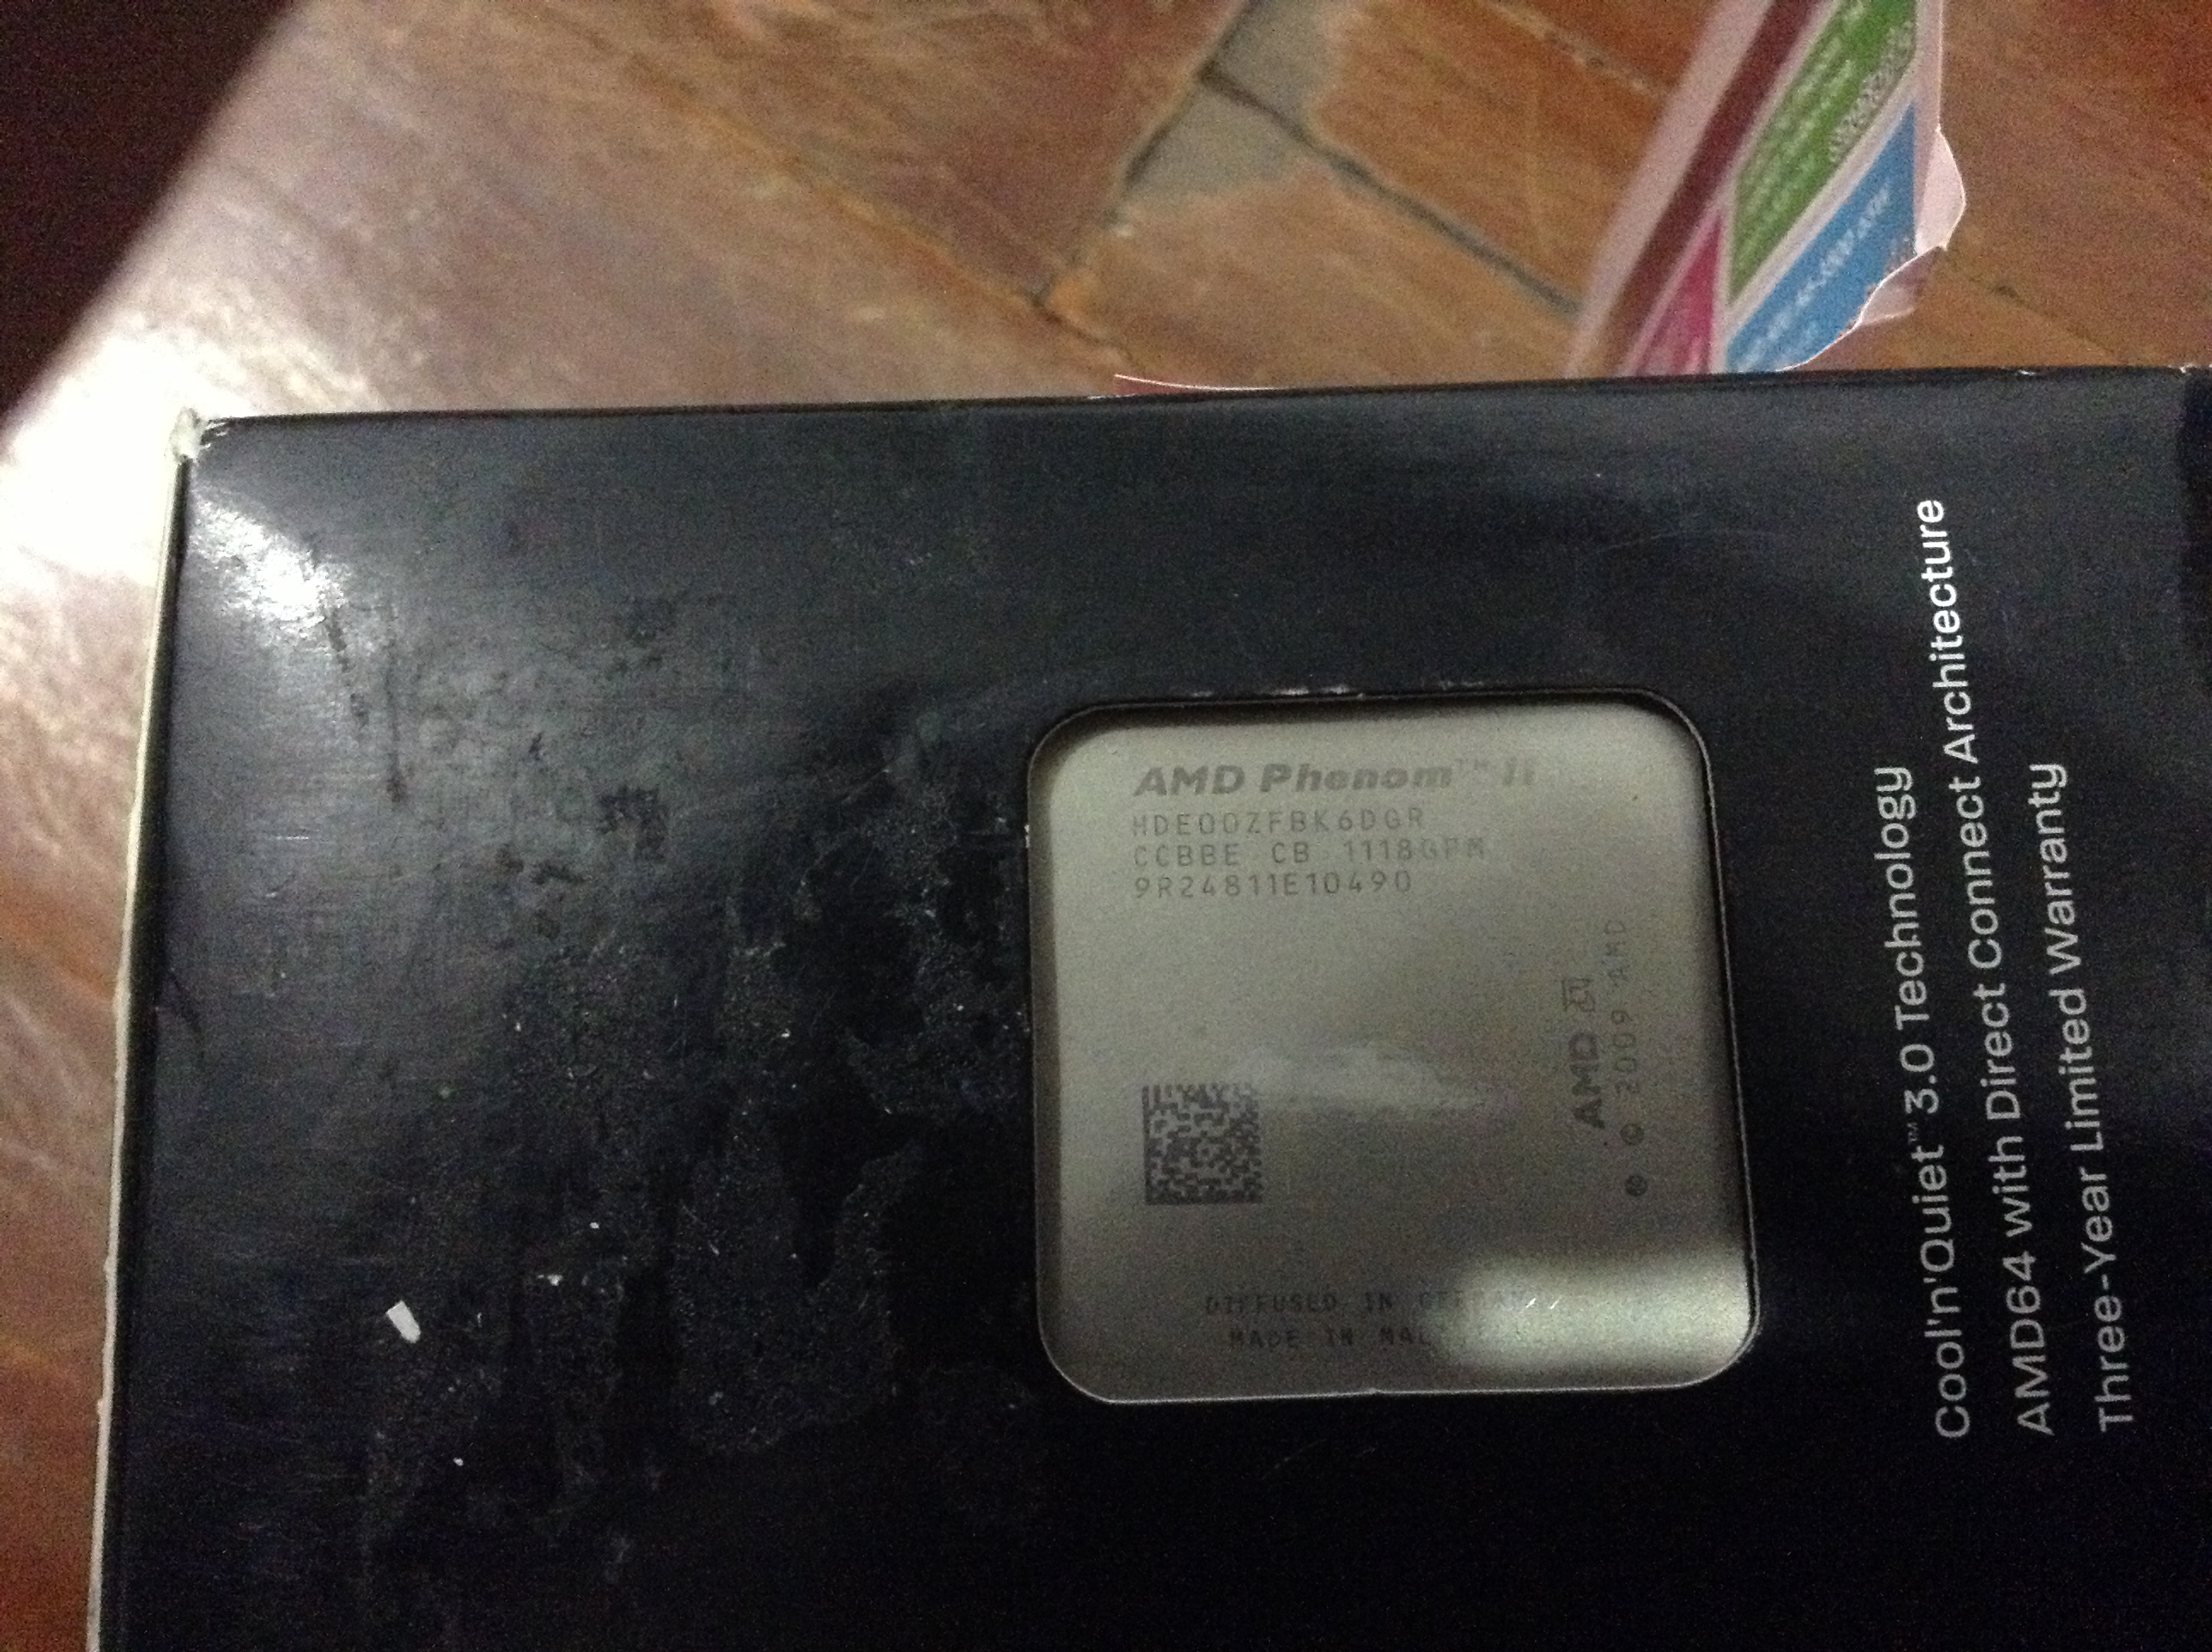 AMD Phenom™ II
HDE00ZFBK6DGR
CCBBE CB 1118GPM
9R24811E10490
AMD
© 2009 AMD
DIFFUSED IN
MADE IN
Cool'n'Quiet™ 3.0 Technology
AMD64 with Direct Connect Architecture
Three-Year Limited Warranty